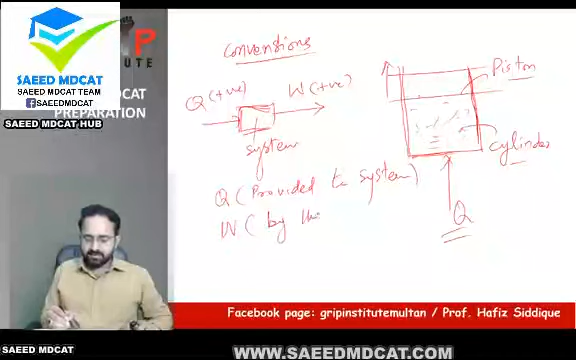 SAEED MDCAT
SAEED MDCAT TEAM
SAEEDMDCAT
SAEED MDCAT HUB
P
UTE
CAT
PREPARATION
Conventions
Q(+ve)
W(+ve)
system
Piston
cylinder
Q
Q (Provided to system)
W ( by the
Facebook page: gripinstitutemultan / Prof. Hafiz Siddique
SAEED MDCAT
WWW.SAEEDMDCAT.COM